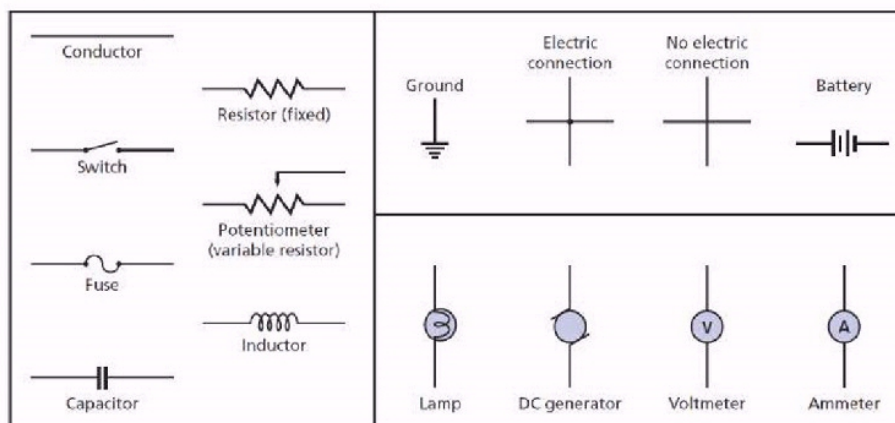 Conductor
Resistor (fixed)
Switch
Potentiometer
(variable resistor)
Fuse
Inductor
Capacitor
Ground
Electric
connection
No electric
connection
Battery
Lamp
DC generator
V
Voltmeter
A
Ammeter